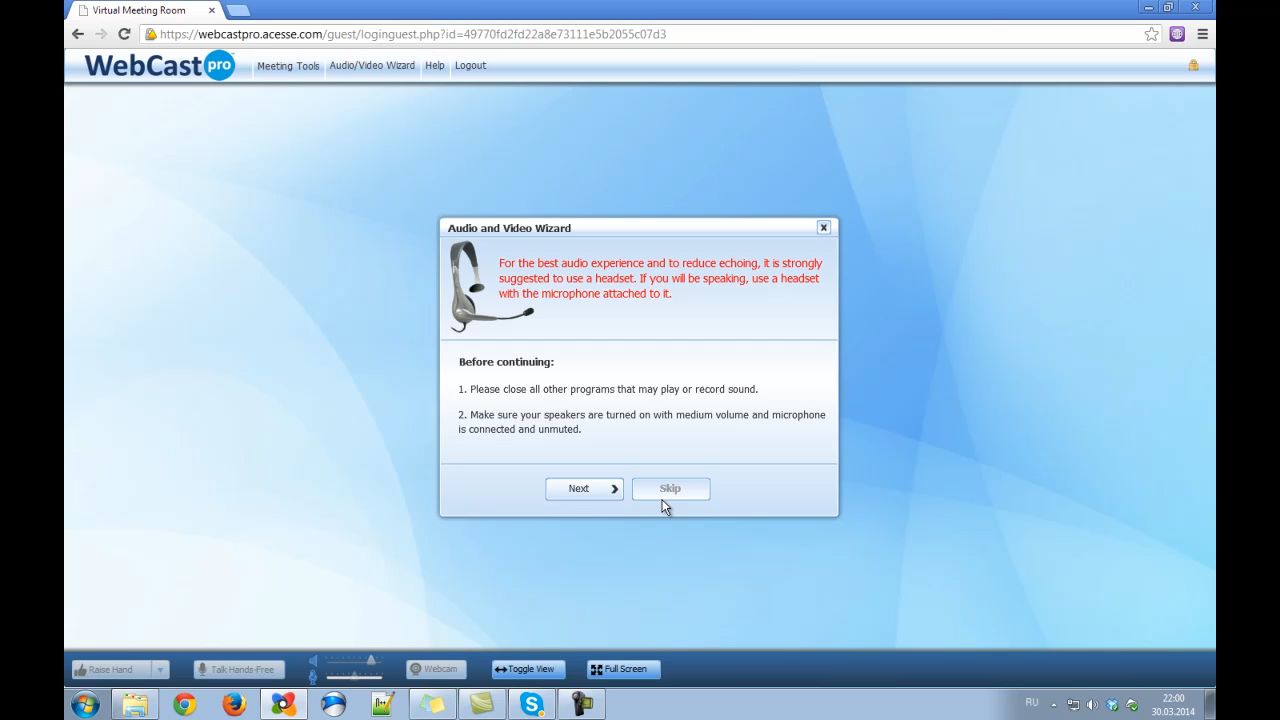 Virtual Meeting Room
https://webcastpro.acesse.com/guest/loginguest.php?id=49770fd2fd22a8e73111e5b2055c07d3
WebCast pro Meeting Tools Audio/Video Wizard Help Logout
Audio and Video Wizard
For the best audio experience and to reduce echoing, it is strongly
suggested to use a headset. If you will be speaking, use a headset
with the microphone attached to it.
Before continuing:
1. Please close all other programs that may play or record sound.
2. Make sure your speakers are turned on with medium volume and microphone
is connected and unmuted.
Next Skip
Raise Hand Talk Hands-Free Webcam Toggle View Full Screen
RU 22:00
30.03.2014